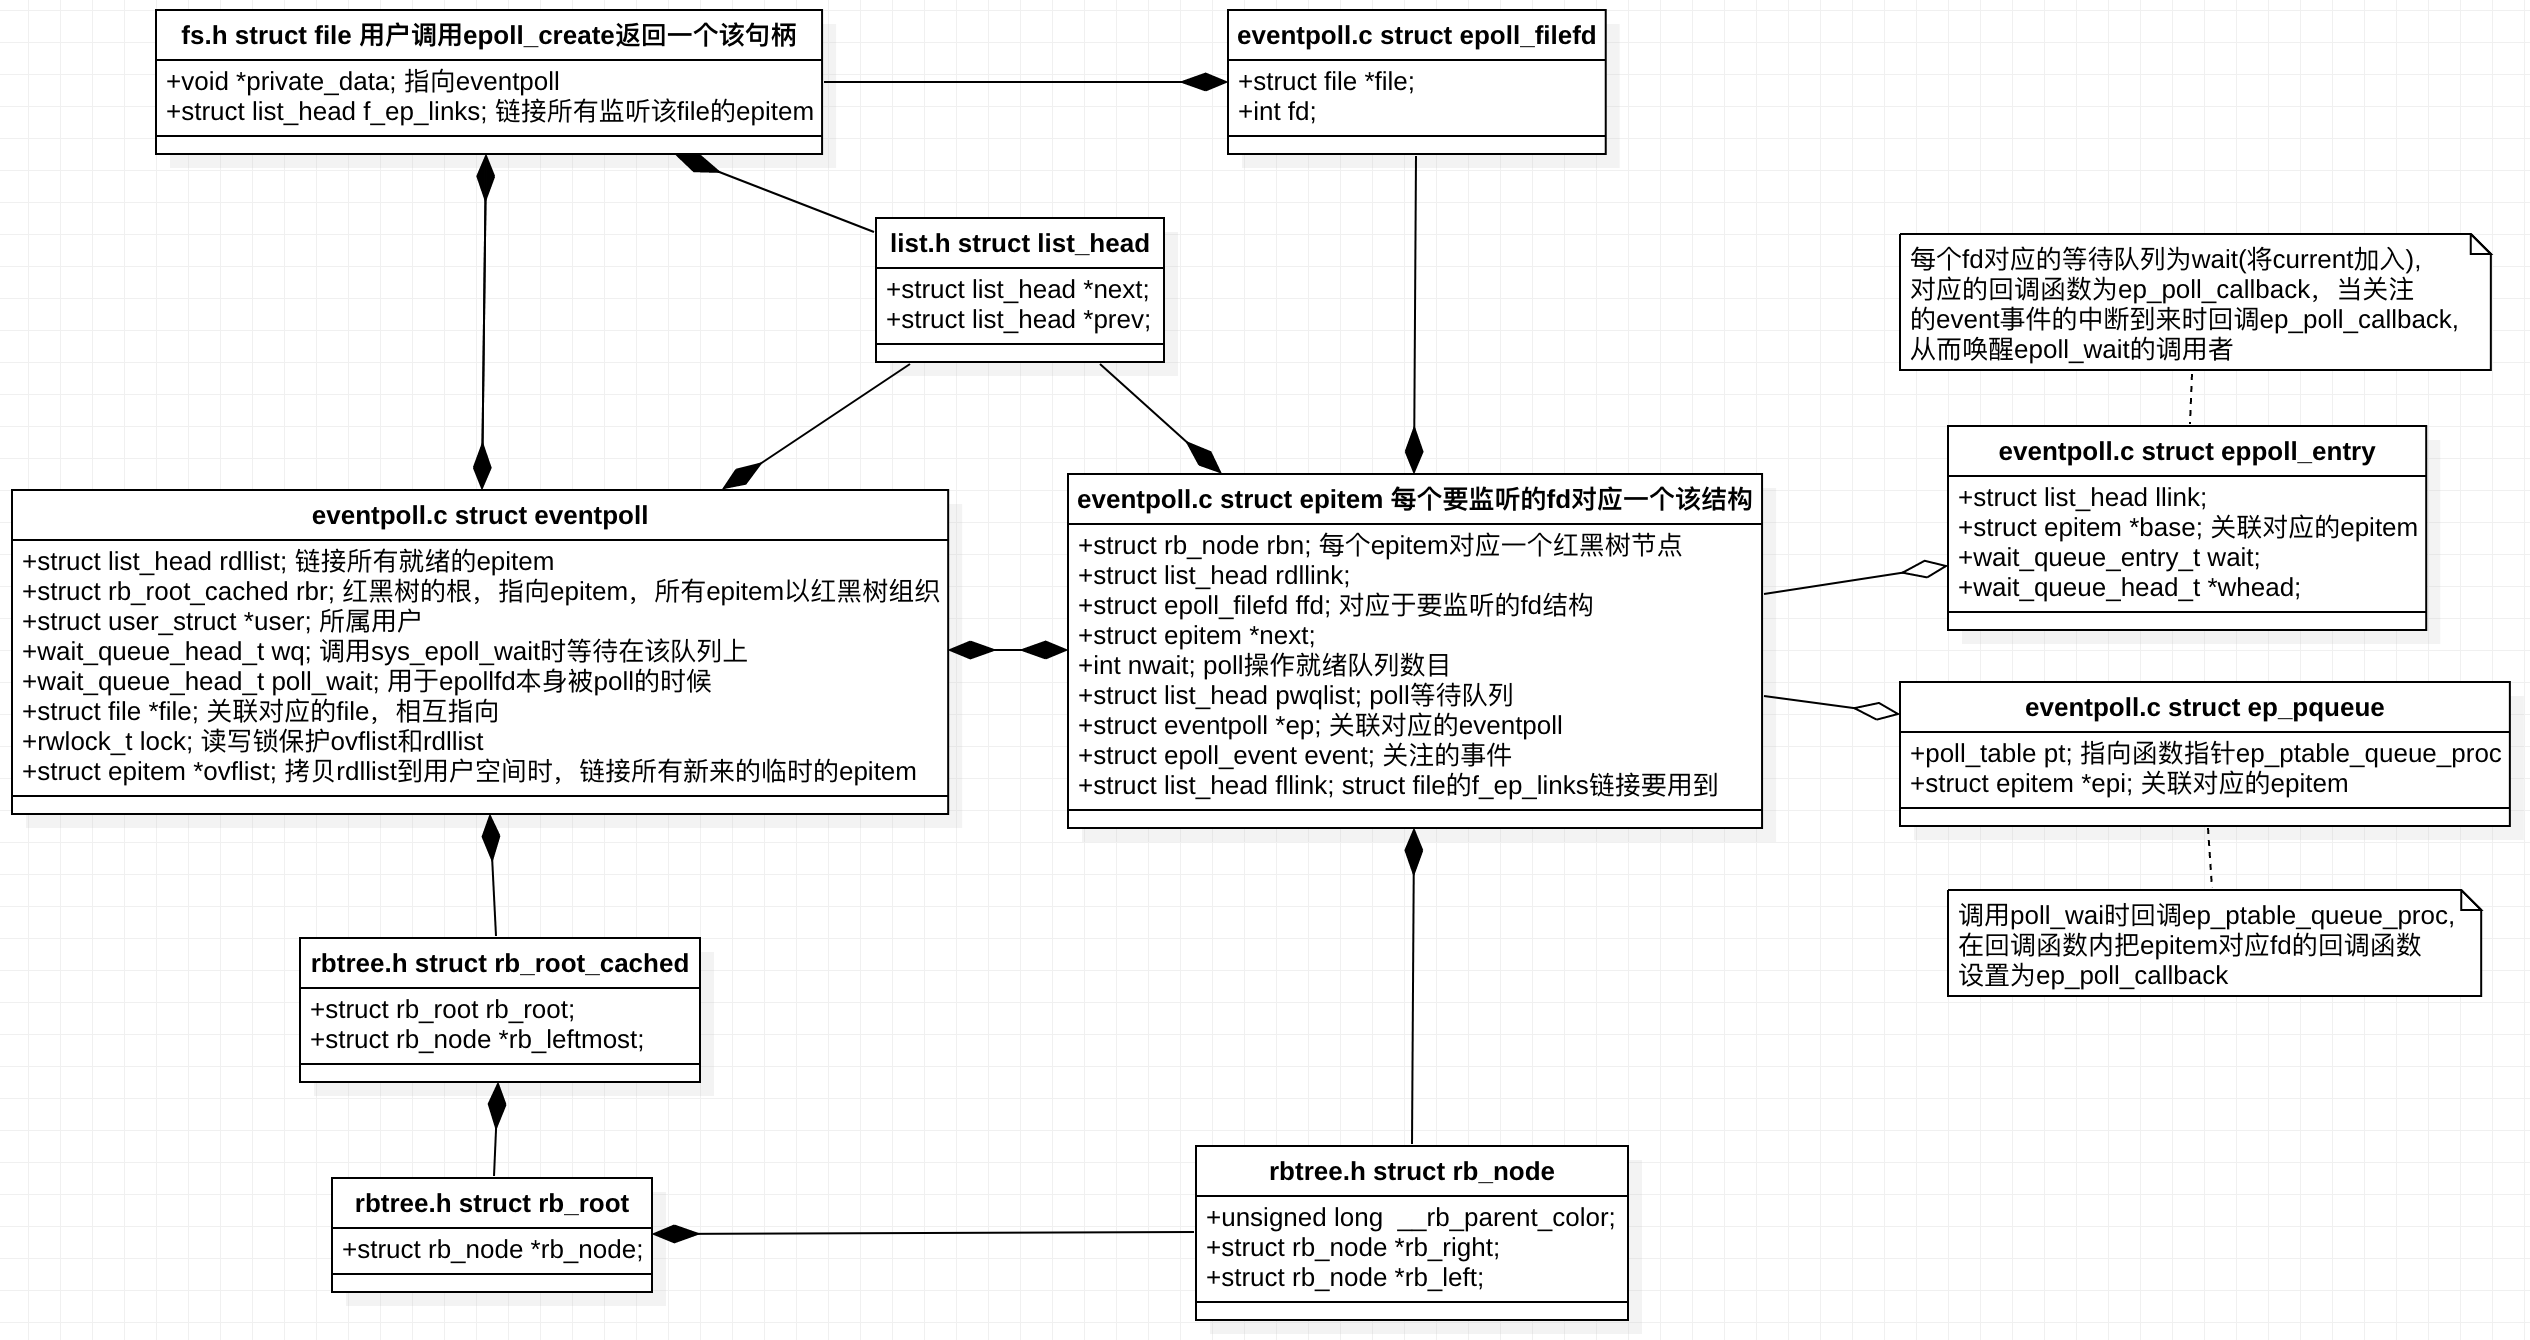 fs.h struct file 用户调用epoll_create返回一个该句柄
+void *private_data; 指向eventpoll
+struct list_head f_ep_links; 链接所有监听该file的epitem
eventpoll.c struct epoll_filefd
+struct file *file;
+int fd;
list.h struct list_head
+struct list_head *next;
+struct list_head *prev;
每个fd对应的等待队列为wait(将current加入),
对应的回调函数为ep_poll_callback，当关注
的event事件的中断到来时回调ep_poll_callback,
从而唤醒epoll_wait的调用者
eventpoll.c struct eventpoll
+struct list_head rdllist; 链接所有就绪的epitem
+struct rb_root_cached rbr; 红黑树的根，指向epitem，所有epitem以红黑树组织
+struct user_struct *user; 所属用户
+wait_queue_head_t wq; 调用sys_epoll_wait时等待在该队列上
+wait_queue_head_t poll_wait; 用于epollfd本身被poll的时候
+struct file *file; 关联对应的file，相互指向
+rwlock_t lock; 读写锁保护ovflist和rdllist
+struct epitem *ovflist; 拷贝rdllist到用户空间时，链接所有新来的临时的epitem
eventpoll.c struct epitem 每个要监听的fd对应一个该结构
+struct rb_node rbn; 每个epitem对应一个红黑树节点
+struct list_head rdllink;
+struct epoll_filefd ffd; 对应于要监听的fd结构
+struct epitem *next;
+int nwait; poll操作就绪队列数目
+struct list_head pwqlist; poll等待队列
+struct eventpoll *ep; 关联对应的eventpoll
+struct epoll_event event; 关注的事件
+struct list_head fllink; struct file的f_ep_links链接要用到
eventpoll.c struct eppoll_entry
+struct list_head llink;
+struct epitem *base; 关联对应的epitem
+wait_queue_entry_t wait;
+wait_queue_head_t *whead;
eventpoll.c struct ep_pqueue
+poll_table pt; 指向函数指针ep_ptable_queue_proc
+struct epitem *epi; 关联对应的epitem
调用poll_wai时回调ep_ptable_queue_proc,
在回调函数内把epitem对应fd的回调函数
设置为ep_poll_callback
rbtree.h struct rb_root_cached
+struct rb_root rb_root;
+struct rb_node *rb_leftmost;
rbtree.h struct rb_root
+struct rb_node *rb_node;
rbtree.h struct rb_node
+unsigned long  __rb_parent_color;
+struct rb_node *rb_right;
+struct rb_node *rb_left;